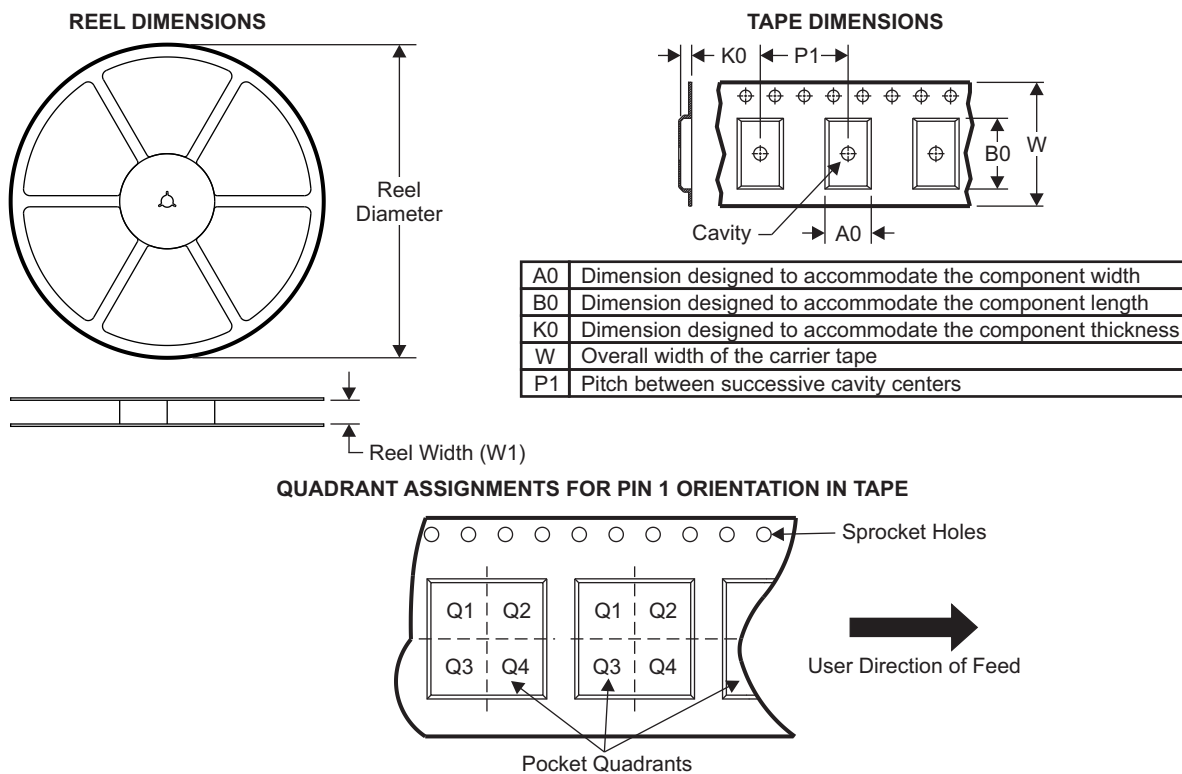 REEL DIMENSIONS
Reel
Diameter
Reel Width (W1)
TAPE DIMENSIONS
K0
P1
B0
W
Cavity
A0
A0 Dimension designed to accommodate the component width
B0 Dimension designed to accommodate the component length
K0 Dimension designed to accommodate the component thickness
W Overall width of the carrier tape
P1 Pitch between successive cavity centers
QUADRANT ASSIGNMENTS FOR PIN 1 ORIENTATION IN TAPE
Sprocket Holes
Q1 Q2 Q1 Q2
Q3 Q4 Q3 Q4
User Direction of Feed
Pocket Quadrants